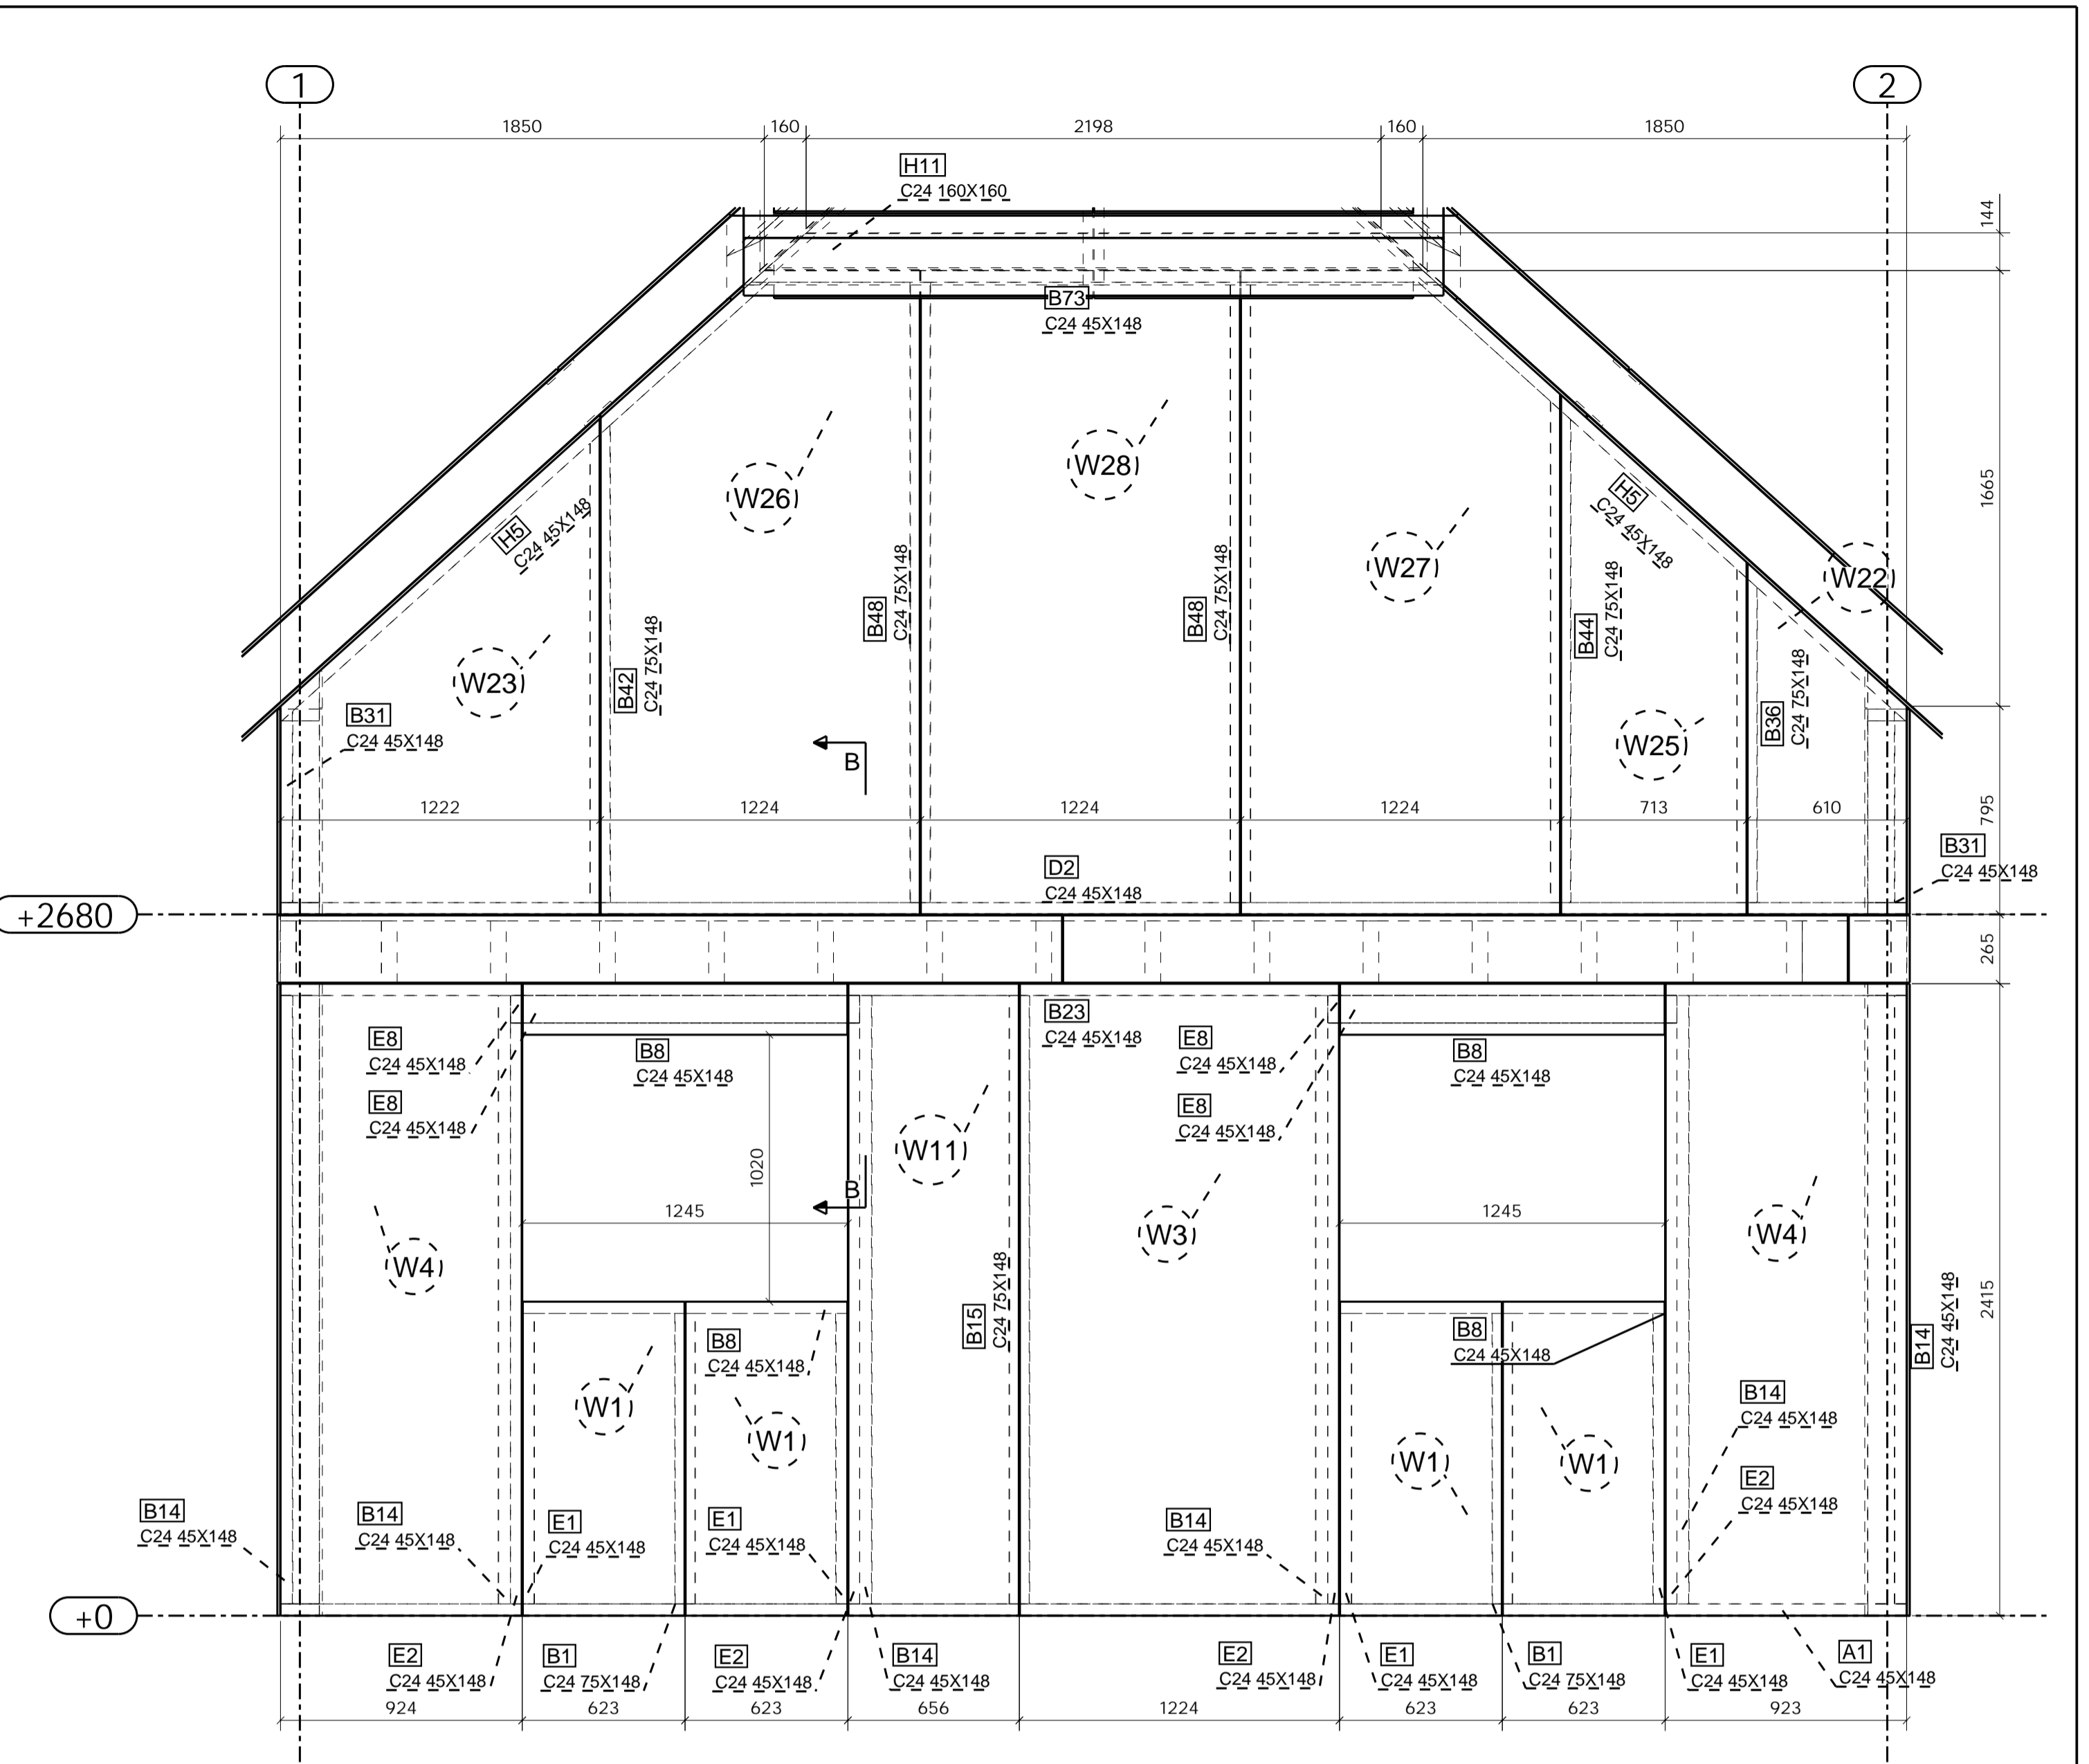 1
2
1850
160
2198
160
1850
H11
C24 160X160
144
B73
C24 45X148
W28
W26
1665
H5
C24 45X148
H5
C24 45X148
W27
W22
B48
C24 75X148
B48
C24 75X148
B44
C24 75X148
W23
B42
C24 75X148
B31
C24 45X148
B36
C24 75X148
W25
B
1222
1224
1224
1224
713
610
795
D2
C24 45X148
B31
C24 45X148
+2680
265
E8
C24 45X148
B8
C24 45X148
B23
C24 45X148
E8
C24 45X148
B8
C24 45X148
E8
C24 45X148
E8
C24 45X148
W11
1020
B
1245
W3
1245
W4
W4
B15
C24 75X148
2415
B14
C24 45X148
B8
C24 45X148
B8
C24 45X148
W1
W1
W1
W1
B14
C24 45X148
E2
C24 45X148
B14
C24 45X148
B14
C24 45X148
E1
C24 45X148
E1
C24 45X148
B14
C24 45X148
+0
E2
C24 45X148
B1
C24 75X148
E2
C24 45X148
B14
C24 45X148
E2
C24 45X148
E1
C24 45X148
B1
C24 75X148
E1
C24 45X148
A1
C24 45X148
924
623
623
656
1224
623
623
923